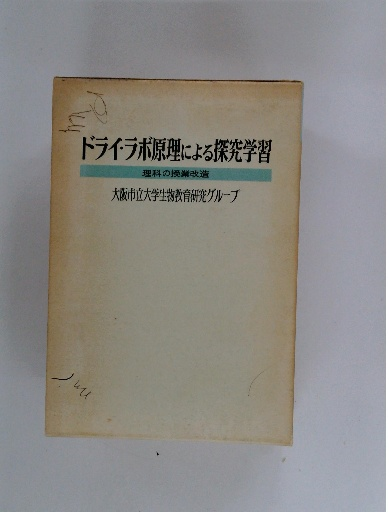 ドライ・ラボ原理による探究学習
理科の授業改造
大阪市立大学生物教育研究グループ